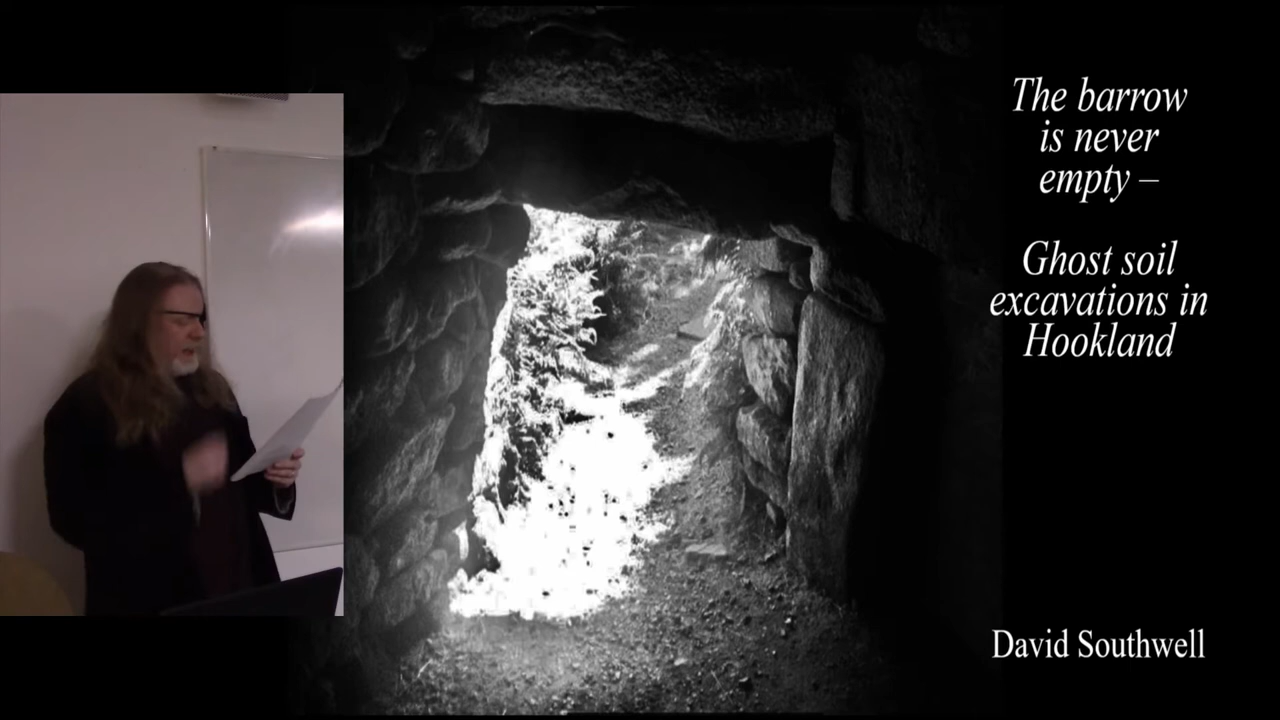 The barrow
is never
empty –
Ghost soil
excavations in
Hookland
David Southwell